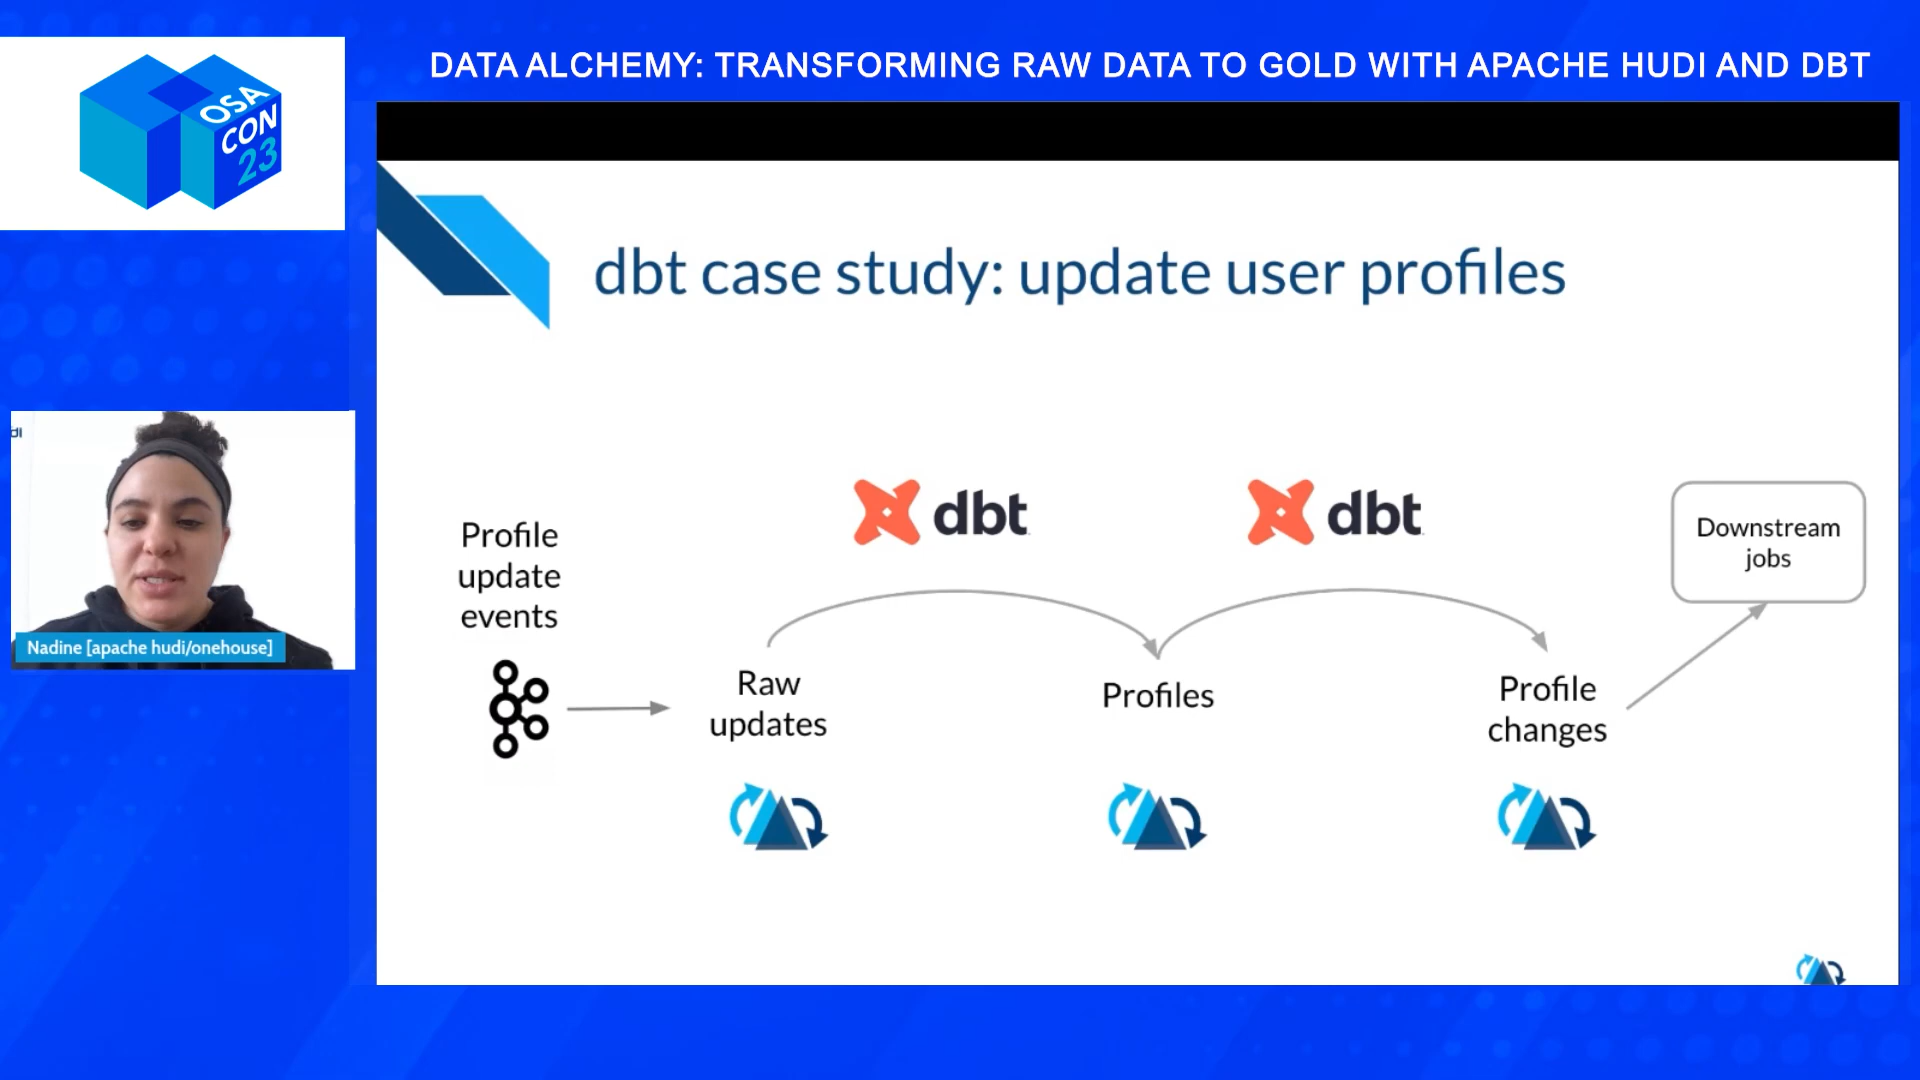 DATA ALCHEMY: TRANSFORMING RAW DATA TO GOLD WITH APACHE HUDI AND DBT
OSA
CON
23
dbt case study: update user profiles
di
Nadine [apache hudi/onehouse]
Profile
update
events
dbt
dbt
Downstream
jobs
Raw
updates
Profiles
Profile
changes